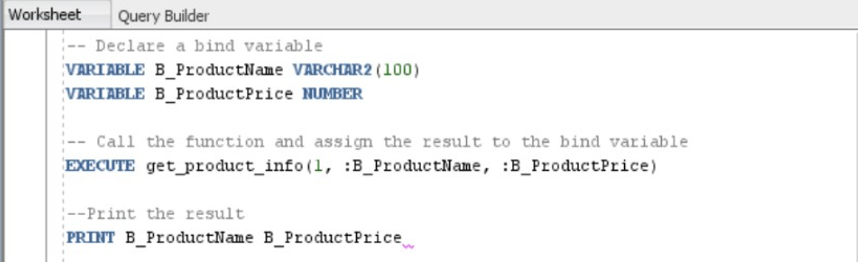 Worksheet Query Builder
-- Declare a bind variable
VARIABLE B_ProductName VARCHAR2(100)
VARIABLE B_ProductPrice NUMBER
-- Call the function and assign the result to the bind variable
EXECUTE get_product_info(1, :B_ProductName, :B_ProductPrice)
--Print the result
PRINT B_ProductName B_ProductPrice